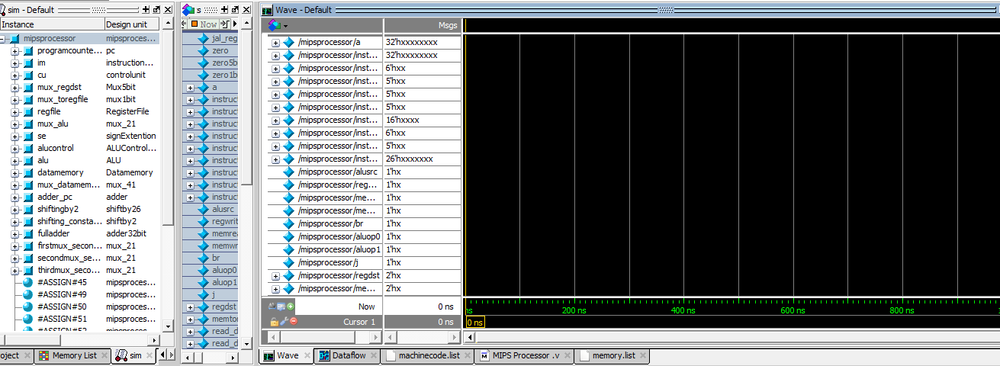 sim - Default
Instance Design unit
mipsprocessor mipsproces...
programcounte... pc
im instruction...
cu controlunit
mux_regdst Mux5bit
mux_toregfile mux1bit
regfile RegisterFile
mux_alu mux_21
se signExtention
alucontrol ALUControl...
alu ALU
datamemory Datamemory
mux_datamem... mux_41
adder_pc adder
shiftingby2 shiftby26
shifting_consta... shiftby2
fulladder adder32bit
firstmux_secon... mux_21
secondmux_se... mux_21
thirdmux_seco... mux_21
#ASSIGN#45 mipsproces...
#ASSIGN#49 mipsproces...
#ASSIGN#50 mipsproces...
#ASSIGN#51 mipsproces...
#ASSIGN#52 mipsproces...
oject
Memory List
sim
s
Now
jal_reg
zero
zero5b
zero1b
a
instruct
instruct
instruct
instruct
instruct
instruct
instruct
instruct
instruct
alusrc
regwrit
memrea
memwr
br
aluop0
aluop1
j
regdst
memto
read_d
read_d
Wave - Default
Msgs
/mipsprocessor/a 32'hxxxxxxxx
/mipsprocessor/inst... 32'hxxxxxxxx
/mipsprocessor/inst... 6'hxx
/mipsprocessor/inst... 5'hxx
/mipsprocessor/inst... 5'hxx
/mipsprocessor/inst... 5'hxx
/mipsprocessor/inst... 16'hxxxx
/mipsprocessor/inst... 6'hxx
/mipsprocessor/inst... 5'hxx
/mipsprocessor/inst... 26'hxxxxxxx
/mipsprocessor/alusrc 1'hx
/mipsprocessor/reg... 1'hx
/mipsprocessor/me... 1'hx
/mipsprocessor/me... 1'hx
/mipsprocessor/br 1'hx
/mipsprocessor/aluop0 1'hx
/mipsprocessor/aluop1 1'hx
/mipsprocessor/j 1'hx
/mipsprocessor/regdst 2'hx
/mipsprocessor/me... 2'hx
Now 0 ns
ns 200 ns 400 ns 600 ns 800 ns
Cursor 1 0 ns
0 ns
Wave
Dataflow
machinecode.list
MIPS Processor .v
memory.list